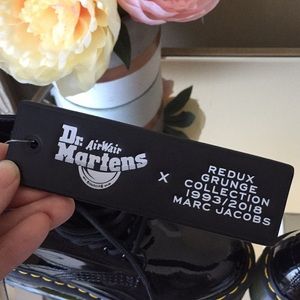 Dr. AirWair
Martens
x
REDUX
GRUNGE
COLLECTION
1993/2018
MARC JACOBS